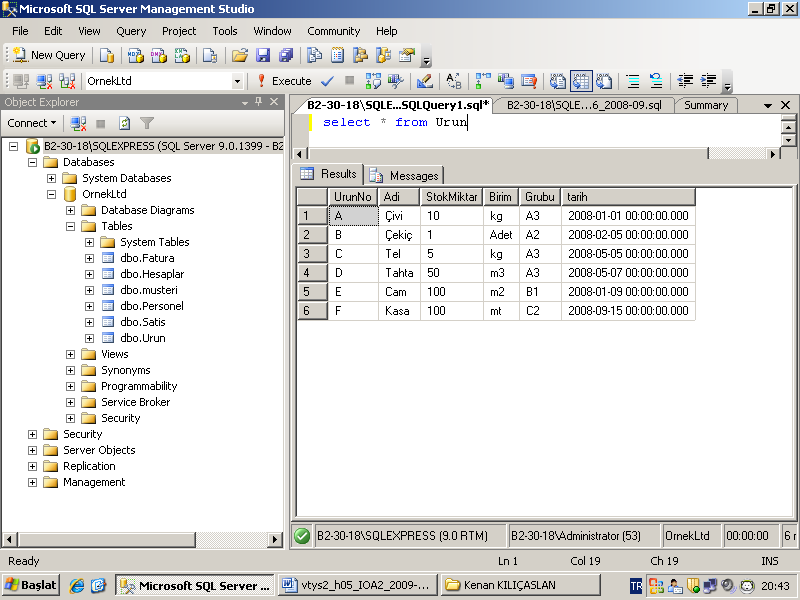 Microsoft SQL Server Management Studio
File Edit View Query Project Tools Window Community Help
New Query
OrnekLtd Execute
Object Explorer
Connect
B2-30-18\SQLEXPRESS (SQL Server 9.0.1399 - B2
Databases
System Databases
OrnekLtd
Database Diagrams
Tables
System Tables
dbo.Fatura
dbo.Hesaplar
dbo.musteri
dbo.Personel
dbo.Satis
dbo.Urun
Views
Synonyms
Programmability
Service Broker
Security
Security
Server Objects
Replication
Management
B2-30-18\SQLE...SQLQuery1.sql* B2-30-18\SQLE...6_2008-09.sql Summary
select * from Urun
Results Messages
UrunNo Adi StokMiktar Birim Grubu tarih
1 A Çivi 10 kg A3 2008-01-01 00:00:00.000
2 B Çekiç 1 Adet A2 2008-02-05 00:00:00.000
3 C Tel 5 kg A3 2008-05-05 00:00:00.000
4 D Tahta 50 m3 A3 2008-05-07 00:00:00.000
5 E Cam 100 m2 B1 2008-01-09 00:00:00.000
6 F Kasa 100 mt C2 2008-09-15 00:00:00.000
B2-30-18\SQLEXPRESS (9.0 RTM) B2-30-18\Administrator (53) OrnekLtd 00:00:00 6 r
Ready Ln 1 Col 19 Ch 19 INS
Başlat Microsoft SQL Server ... vtys2_h05_IOA2_2009-... Kenan KILIÇASLAN TR 20:43